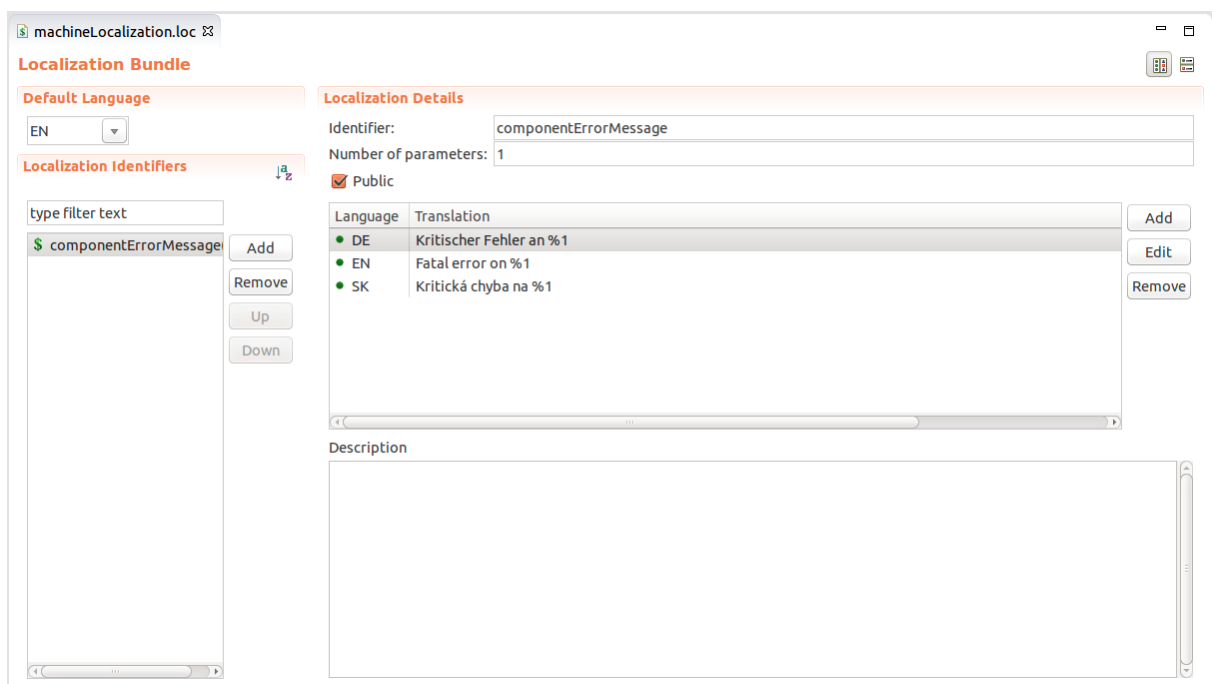 machineLocalization.loc
Localization Bundle
Default Language
EN
Localization Identifiers
type filter text
$ componentErrorMessage(
Add
Remove
Up
Down
Localization Details
Identifier: componentErrorMessage
Number of parameters: 1
Public
Language Translation
DE Kritischer Fehler an %1
EN Fatal error on %1
SK Kritická chyba na %1
Add
Edit
Remove
Description